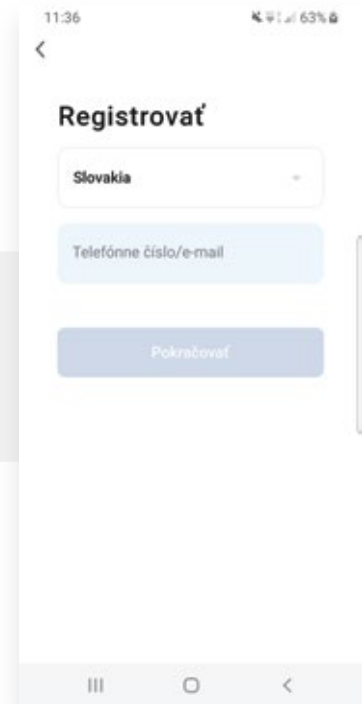 11:36 63%
Registrovať
Slovakia
Telefónne číslo/e-mail
Pokračovať